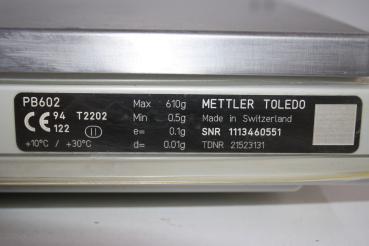 PB602 Max 610g METTLER TOLEDO
CE 94 T2202 Min 0.5g Made in Switzerland
122 II e= 0.1g SNR 1113460551
+10°C / +30°C d= 0.01g TDNR 21523131